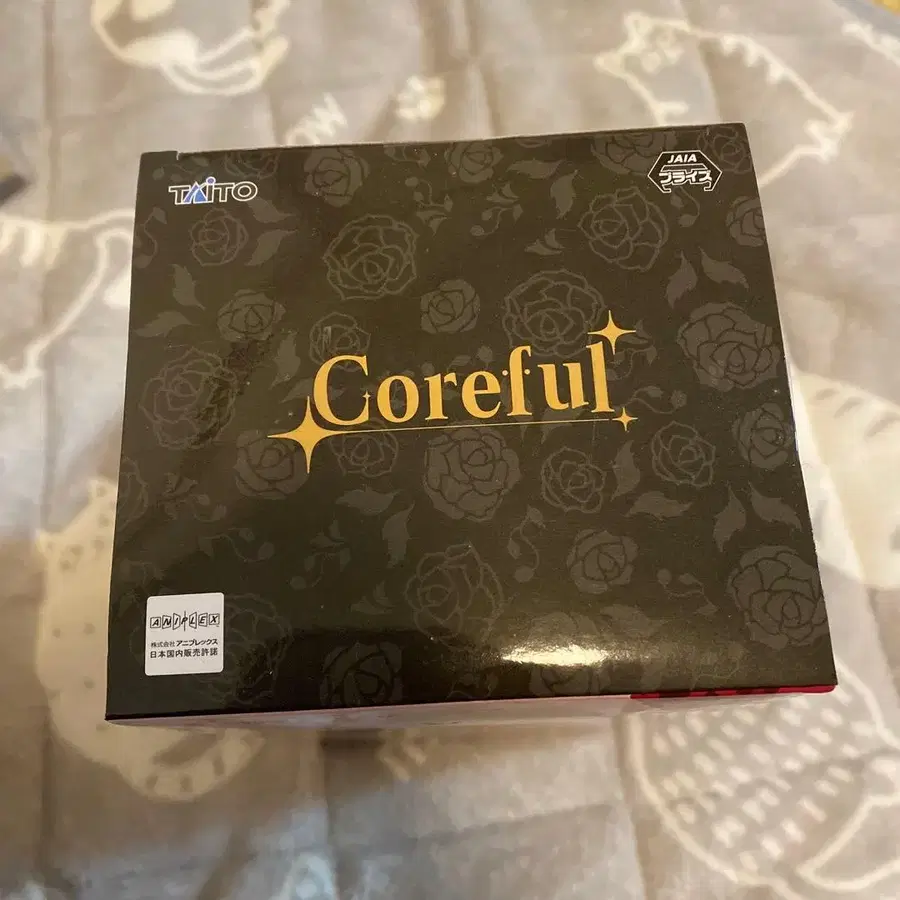 TAITO
JAIA
プライズ
Coreful
ANIPLEX
株式会社 アニプレックス
日本国内販売許諾